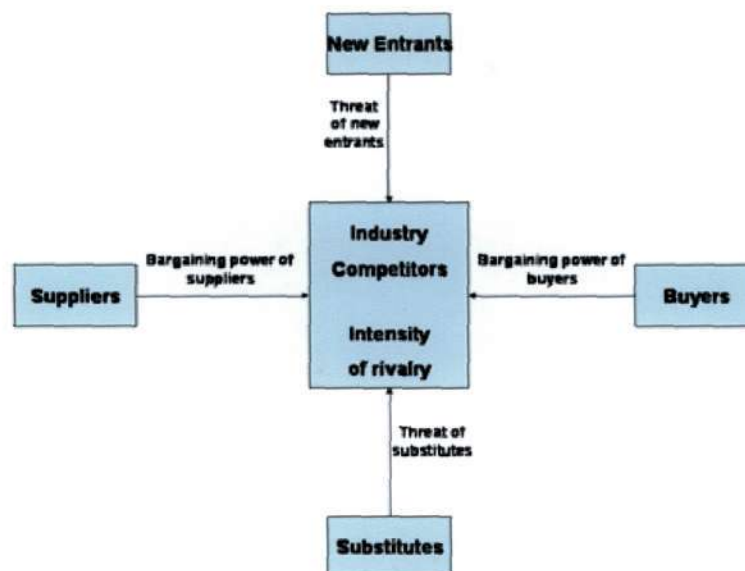 New Entrants
Threat
of new
entrants
Industry
Competitors
Bargaining power of
suppliers
Bargaining power of
buyers
Suppliers
Buyers
Intensity
of rivalry
Threat of
substitutes
Substitutes